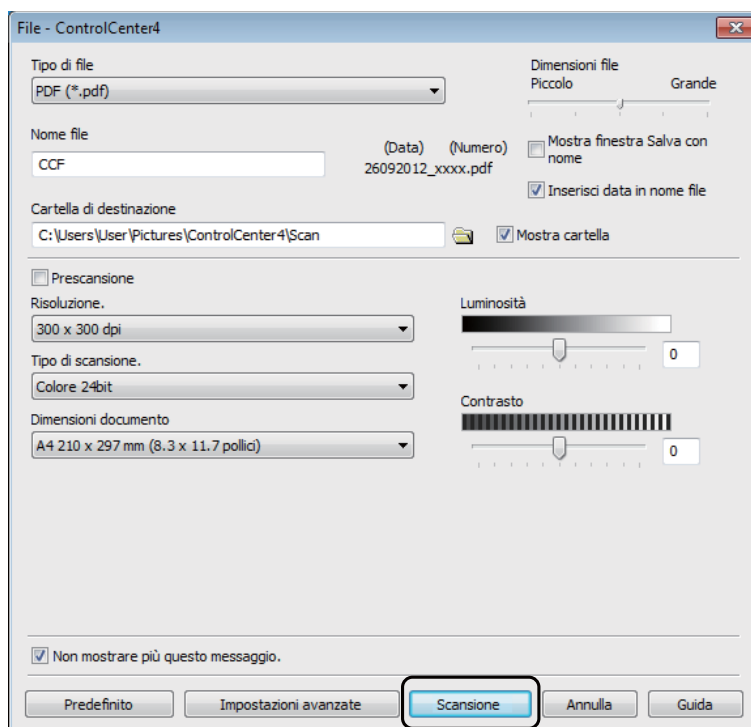 File - ControlCenter4
Tipo di file
PDF (*.pdf)
Dimensioni file
Piccolo Grande
Nome file
CCF
(Data) (Numero)
26092012_xxxx.pdf
Mostra finestra Salva con
nome
Inserisci data in nome file
Cartella di destinazione
C:\Users\User\Pictures\ControlCenter4\Scan
Mostra cartella
Prescansione
Risoluzione.
300 x 300 dpi
Tipo di scansione.
Colore 24bit
Dimensioni documento
A4 210 x 297 mm (8.3 x 11.7 pollici)
Luminosità
0
Contrasto
0
Non mostrare più questo messaggio.
Predefinito Impostazioni avanzate Scansione Annulla Guida